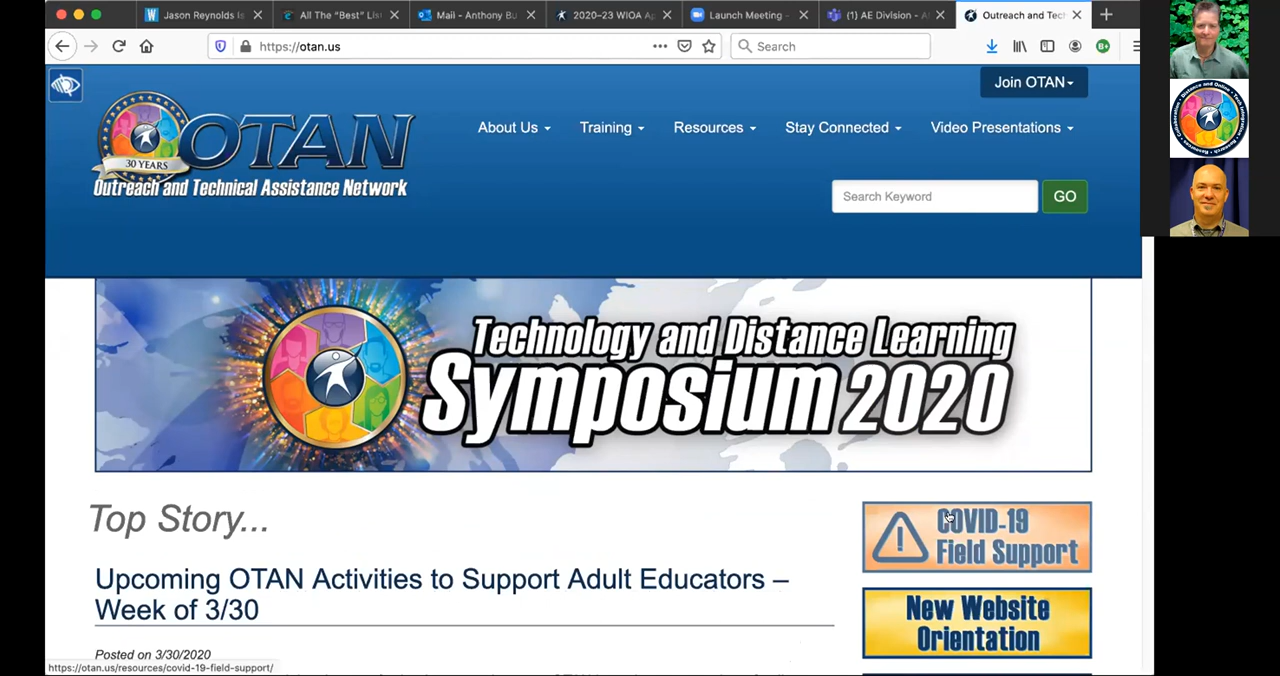 Jason Reynolds Is
All The “Best” Lis
Mail - Anthony Bu
2020–23 WIOA Ap
Launch Meeting -
(1) AE Division - A
Outreach and Tec
https://otan.us
Search
Join OTAN
About Us
Training
Resources
Stay Connected
Video Presentations
30 YEARS
OTAN
Outreach and Technical Assistance Network
Search Keyword
GO
Technology and Distance Learning
Symposium 2020
Top Story...
COVID-19
Field Support
Upcoming OTAN Activities to Support Adult Educators –
Week of 3/30
New Website
Orientation
Posted on 3/30/2020
https://otan.us/resources/covid-19-field-support/